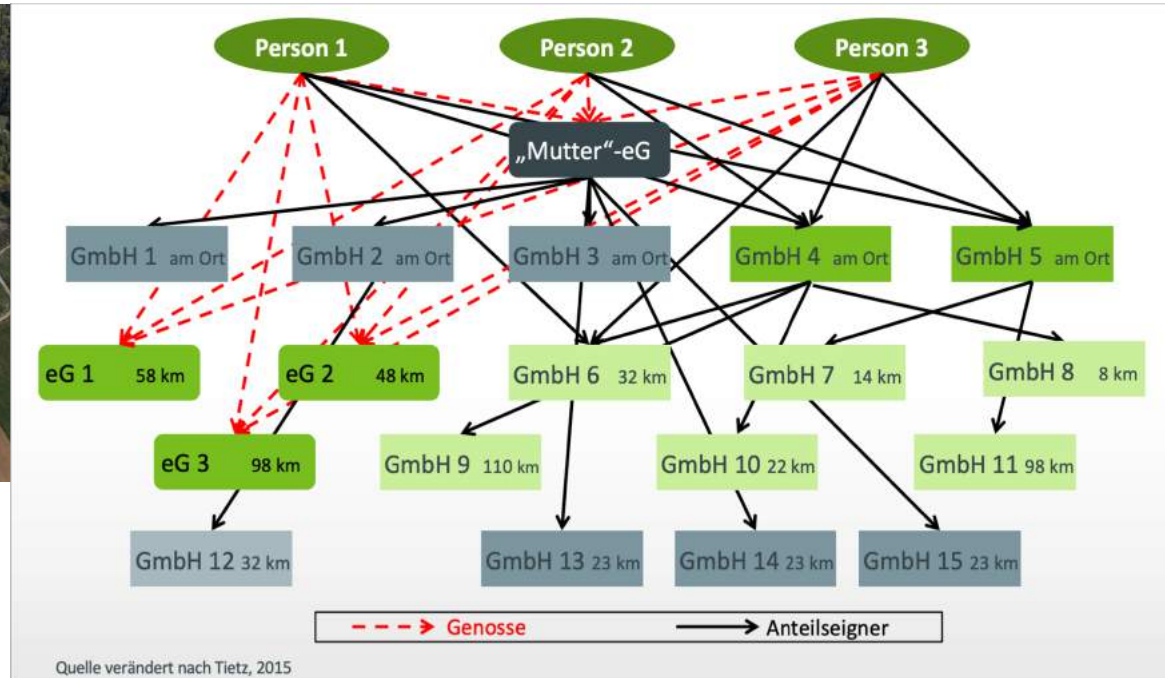 Person 1
Person 2
Person 3
„Mutter“-eG
GmbH 1 am Ort
GmbH 2 am Ort
GmbH 3 am Ort
GmbH 4 am Ort
GmbH 5 am Ort
eG 1 58 km
eG 2 48 km
GmbH 6 32 km
GmbH 7 14 km
GmbH 8 8 km
eG 3 98 km
GmbH 9 110 km
GmbH 10 22 km
GmbH 11 98 km
GmbH 12 32 km
GmbH 13 23 km
GmbH 14 23 km
GmbH 15 23 km
Genosse
Anteilseigner
Quelle verändert nach Tietz, 2015